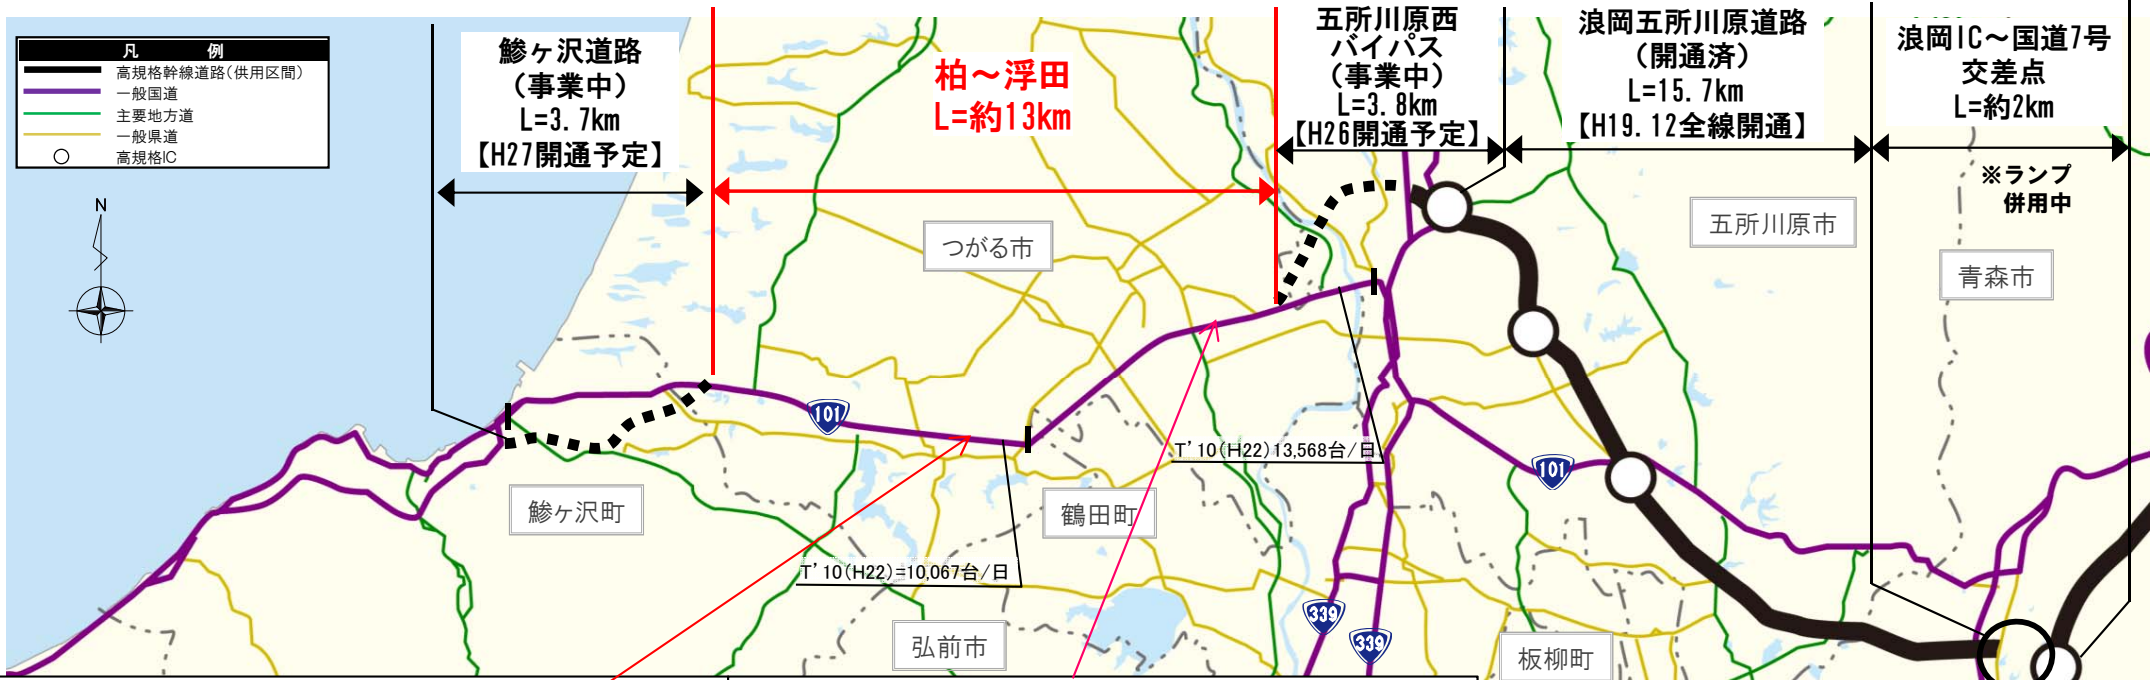 凡 例
高規格幹線道路(供用区間)
一般国道
主要地方道
一般県道
高規格IC
N
鰺ヶ沢道路
(事業中)
L=3.7km
【H27開通予定】
柏～浮田
L=約13km
五所川原西
バイパス
(事業中)
L=3.8km
【H26開通予定】
浪岡五所川原道路
(開通済)
L=15.7km
【H19.12全線開通】
浪岡IC～国道7号
交差点
L=約2km
※ランプ
併用中
つがる市
五所川原市
青森市
101
T'10(H22)13,568台/日
101
鰺ヶ沢町
鶴田町
T'10(H22)=10,067台/日
339
339
弘前市
板柳町